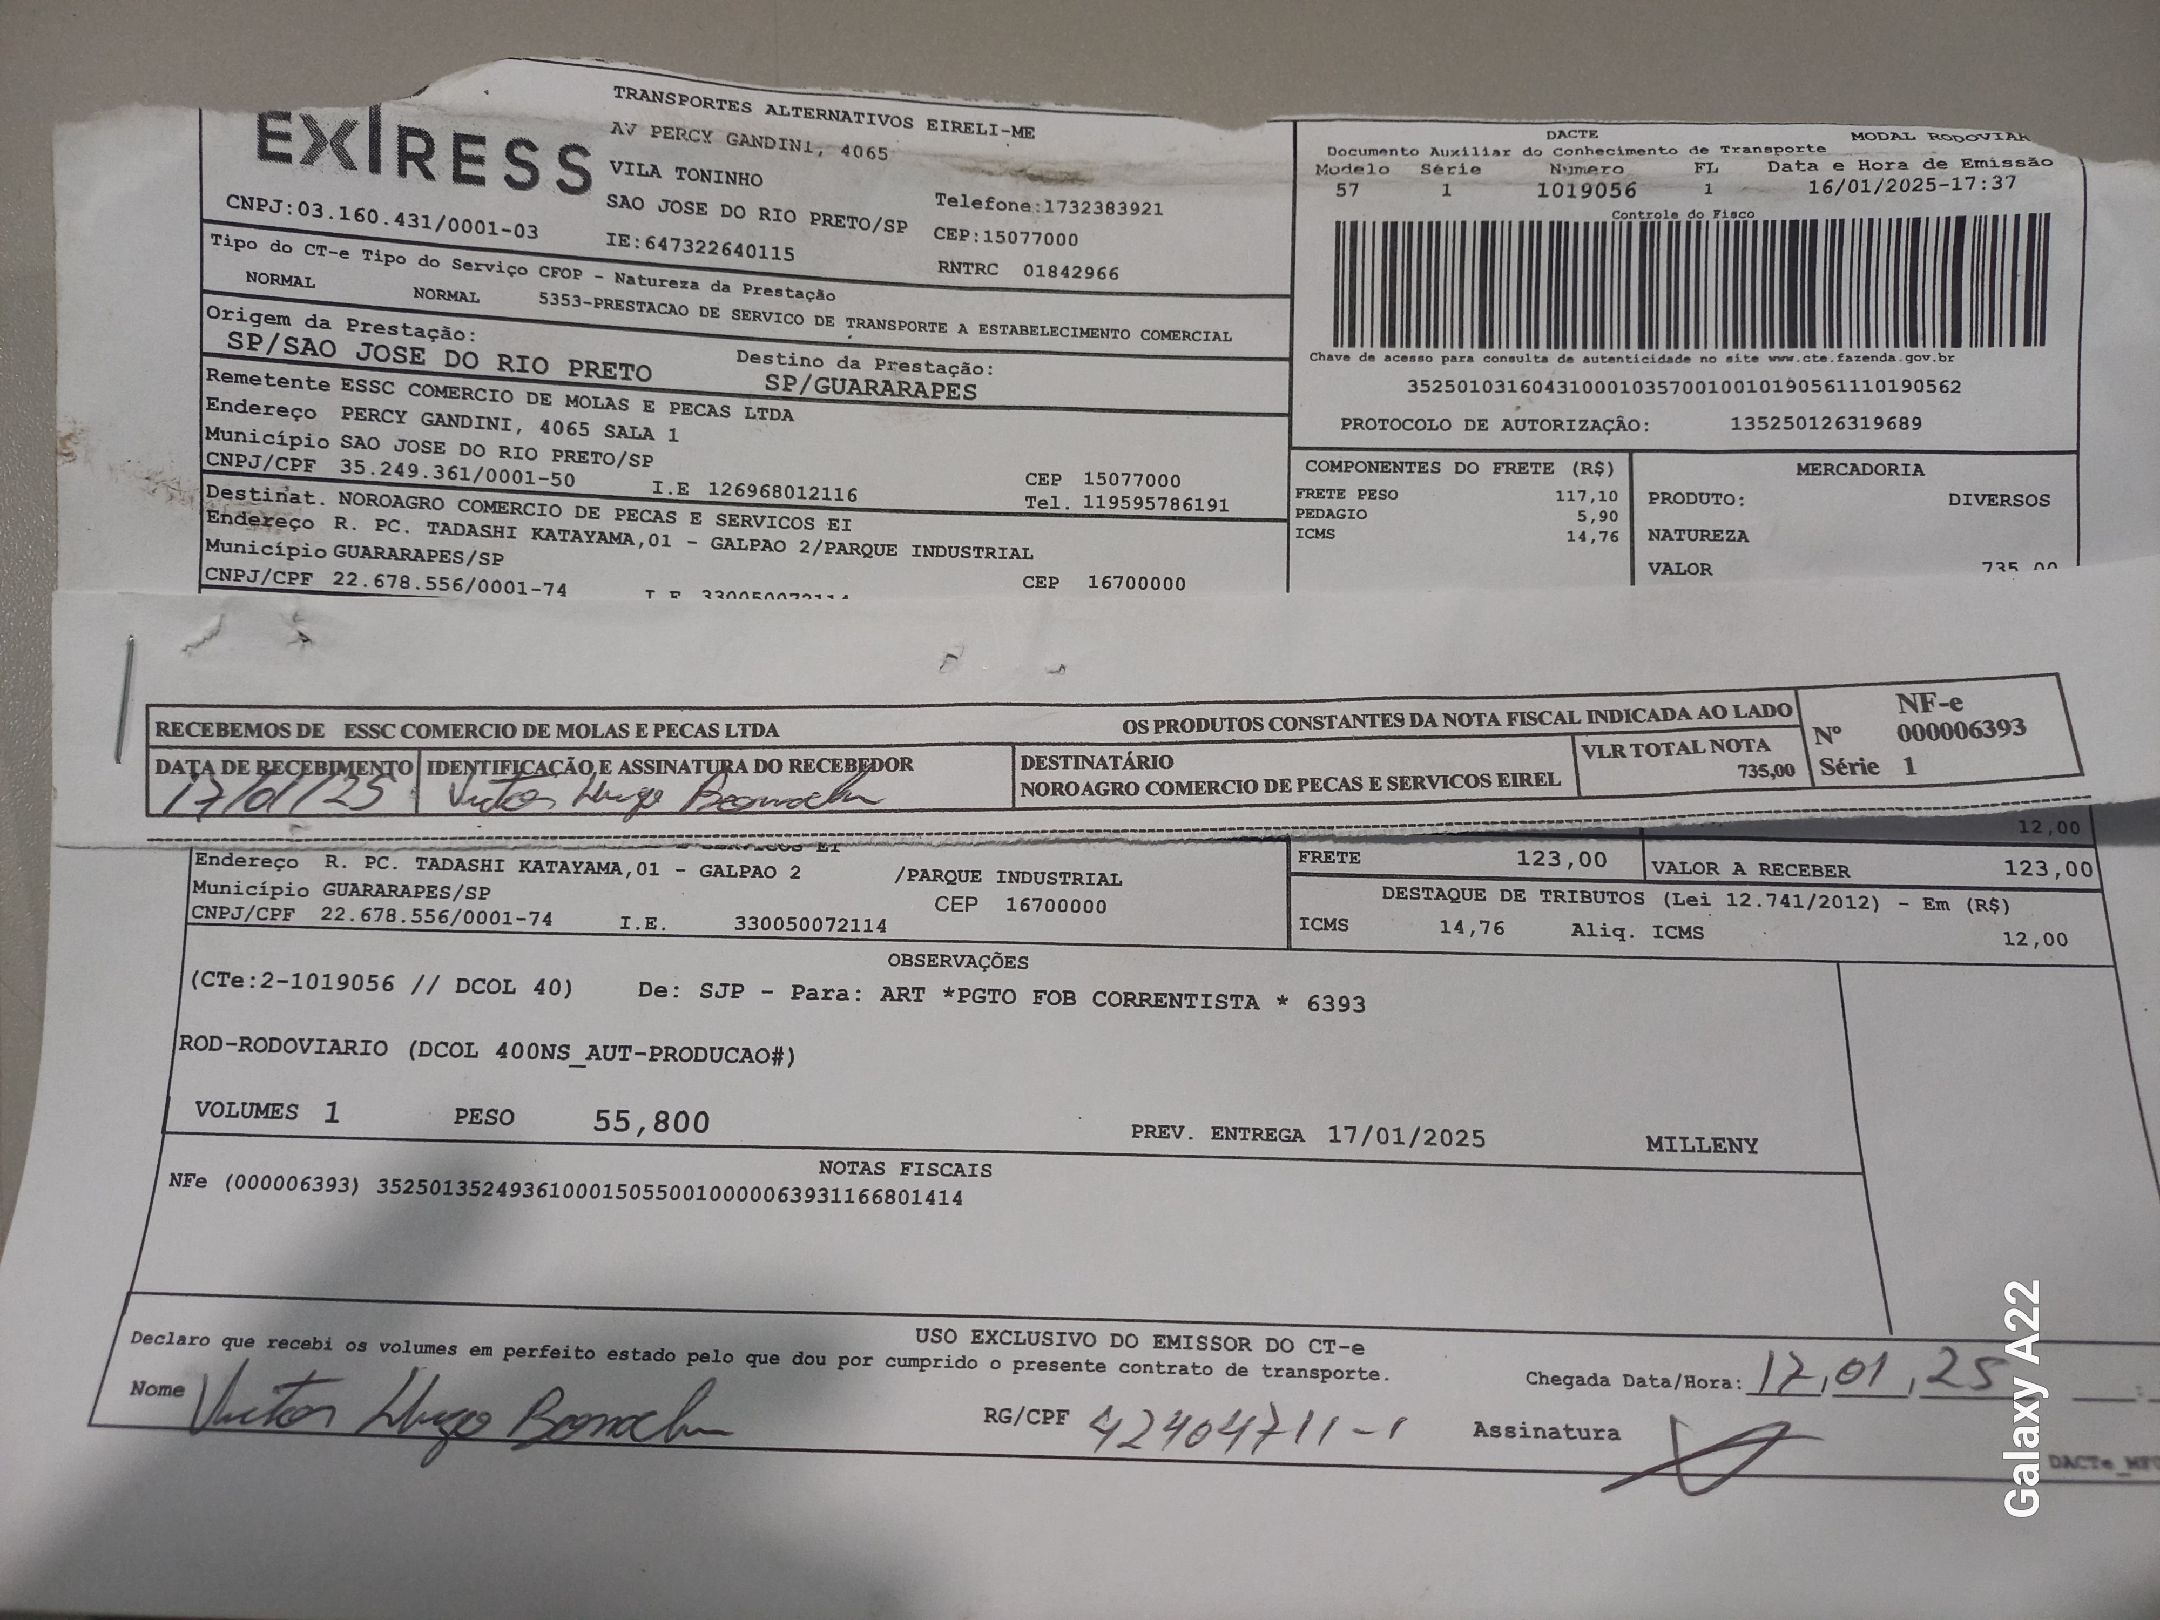 EXPRESS
TRANSPORTES ALTERNATIVOS EIRELI-ME
AV PERCY GANDINI, 4065
VILA TONINHO
SAO JOSE DO RIO PRETO/SP
Telefone:1732383921
CNPJ:03.160.431/0001-03
IE:647322640115
CEP:15077000
RNTRC 01842966
Tipo do CT-e Tipo do Serviço CFOP - Natureza da Prestação
NORMAL NORMAL 5353-PRESTACAO DE SERVICO DE TRANSPORTE A ESTABELECIMENTO COMERCIAL
Origem da Prestação:
SP/SAO JOSE DO RIO PRETO
Destino da Prestação:
SP/GUARARAPES
Remetente ESSC COMERCIO DE MOLAS E PECAS LTDA
Endereço PERCY GANDINI, 4065 SALA 1
Município SAO JOSE DO RIO PRETO/SP
CEP 15077000
CNPJ/CPF 35.249.361/0001-50 I.E 126968012116 Tel. 119595786191
Destinat. NOROAGRO COMERCIO DE PECAS E SERVICOS EI
Endereço R. PC. TADASHI KATAYAMA,01 - GALPAO 2/PARQUE INDUSTRIAL
Município GUARARAPES/SP
CEP 16700000
CNPJ/CPF 22.678.556/0001-74 I.E 330050072114
DACTE MODAL RODOVIAR
Documento Auxiliar do Conhecimento de Transporte
Modelo Série Número FL Data e Hora de Emissão
57 1 1019056 1 16/01/2025-17:37
Controle do Fisco
Chave de acesso para consulta de autenticidade no site www.cte.fazenda.gov.br
35250103160431000103570010010190561110190562
PROTOCOLO DE AUTORIZAÇÃO: 135250126319689
COMPONENTES DO FRETE (R$)
FRETE PESO 117,10
PEDAGIO 5,90
ICMS 14,76
MERCADORIA
PRODUTO: DIVERSOS
NATUREZA
VALOR 735,00
RECEBEMOS DE ESSC COMERCIO DE MOLAS E PECAS LTDA OS PRODUTOS CONSTANTES DA NOTA FISCAL INDICADA AO LADO
NF-e
Nº 000006393
Série 1
DATA DE RECEBIMENTO
17/01/25
IDENTIFICAÇÃO E ASSINATURA DO RECEBEDOR
Victor Hugo
DESTINATÁRIO
NOROAGRO COMERCIO DE PECAS E SERVICOS EIREL
VLR TOTAL NOTA
735,00
12,00
Endereço R. PC. TADASHI KATAYAMA,01 - GALPAO 2 /PARQUE INDUSTRIAL
Município GUARARAPES/SP
CEP 16700000
CNPJ/CPF 22.678.556/0001-74 I.E. 330050072114
FRETE 123,00 VALOR A RECEBER 123,00
DESTAQUE DE TRIBUTOS (Lei 12.741/2012) - Em (R$)
ICMS 14,76 Aliq. ICMS 12,00
OBSERVAÇÕES
(CTe:2-1019056 // DCOL 40) De: SJP - Para: ART *PGTO FOB CORRENTISTA * 6393
ROD-RODOVIARIO (DCOL 400NS_AUT-PRODUCAO#)
VOLUMES 1 PESO 55,800 PREV. ENTREGA 17/01/2025 MILLENY
NOTAS FISCAIS
NFe (000006393) 35250135249361000150550010000063931166801414
USO EXCLUSIVO DO EMISSOR DO CT-e
Declaro que recebi os volumes em perfeito estado pelo que dou por cumprido o presente contrato de transporte.
Chegada Data/Hora: 17,01,25
Nome Victor Hugo
RG/CPF 42404711-1
Assinatura
Galaxy A22